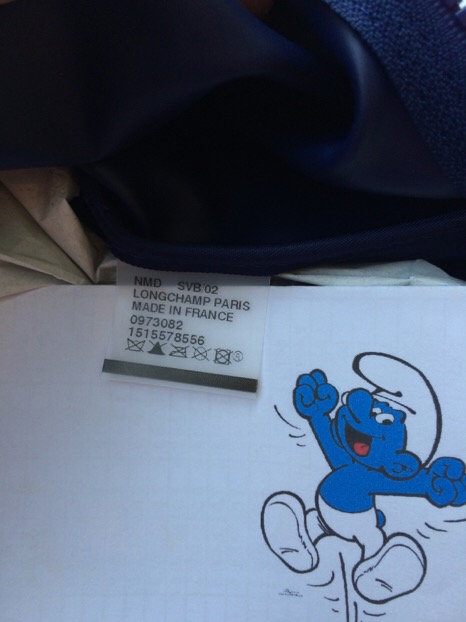 NMD SVB.02
LONGCHAMP PARIS
MADE IN FRANCE
0973082
1515578556